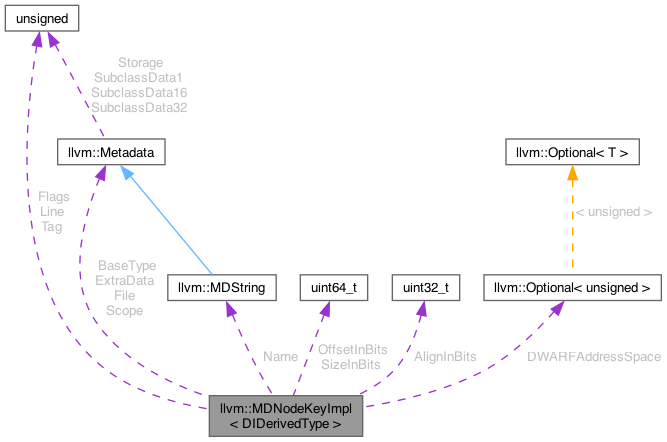 unsigned
Storage
SubclassData1
SubclassData16
SubclassData32
llvm::Metadata
llvm::Optional< T >
Flags
Line
Tag
< unsigned >
BaseType
ExtraData
File
Scope
llvm::MDString
uint64_t
uint32_t
llvm::Optional< unsigned >
Name
OffsetInBits
SizeInBits
AlignInBits
DWARFAddressSpace
llvm::MDNodeKeyImpl
< DIDerivedType >